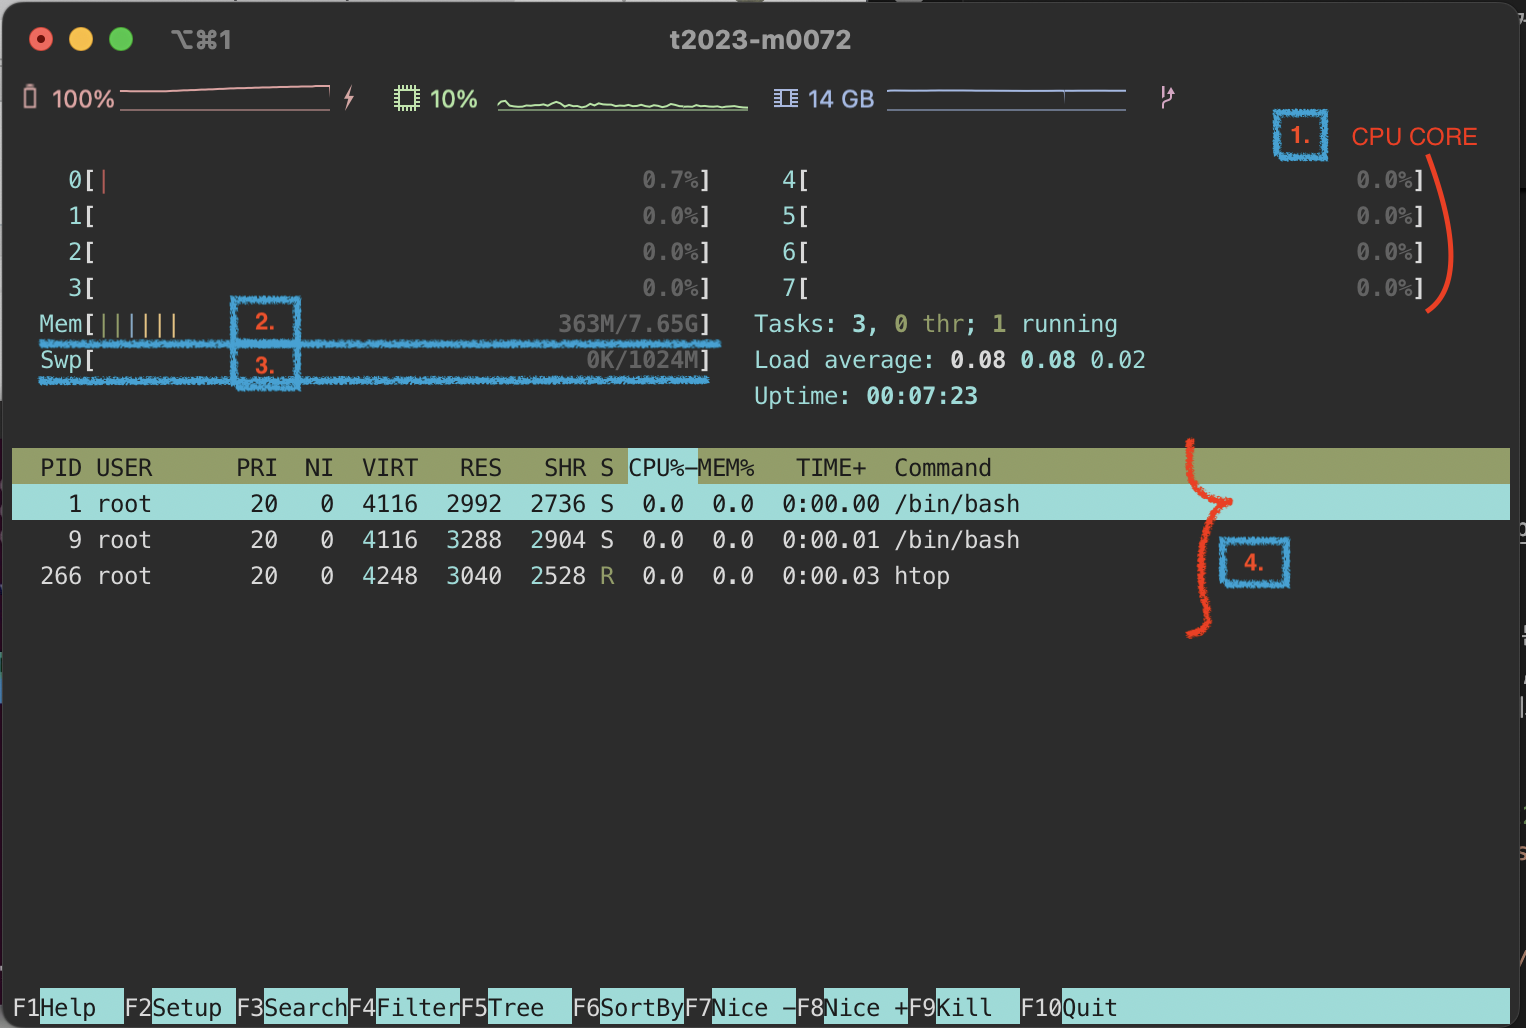 ⌥⌘1 t2023-m0072
100% 10% 14 GB
1. CPU CORE
0[| 0.7%] 4[ 0.0%]
1[ 0.0%] 5[ 0.0%]
2[ 0.0%] 6[ 0.0%]
3[ 0.0%] 7[ 0.0%]
Mem[|||||| 2. 363M/7.65G] Tasks: 3, 0 thr; 1 running
Swp[ 3. 0K/1024M] Load average: 0.08 0.08 0.02
Uptime: 00:07:23
PID USER PRI NI VIRT RES SHR S CPU%−MEM% TIME+ Command
1 root 20 0 4116 2992 2736 S 0.0 0.0 0:00.00 /bin/bash
9 root 20 0 4116 3288 2904 S 0.0 0.0 0:00.01 /bin/bash
4.
266 root 20 0 4248 3040 2528 R 0.0 0.0 0:00.03 htop
F1Help F2Setup F3SearchF4FilterF5Tree F6SortByF7Nice -F8Nice +F9Kill F10Quit